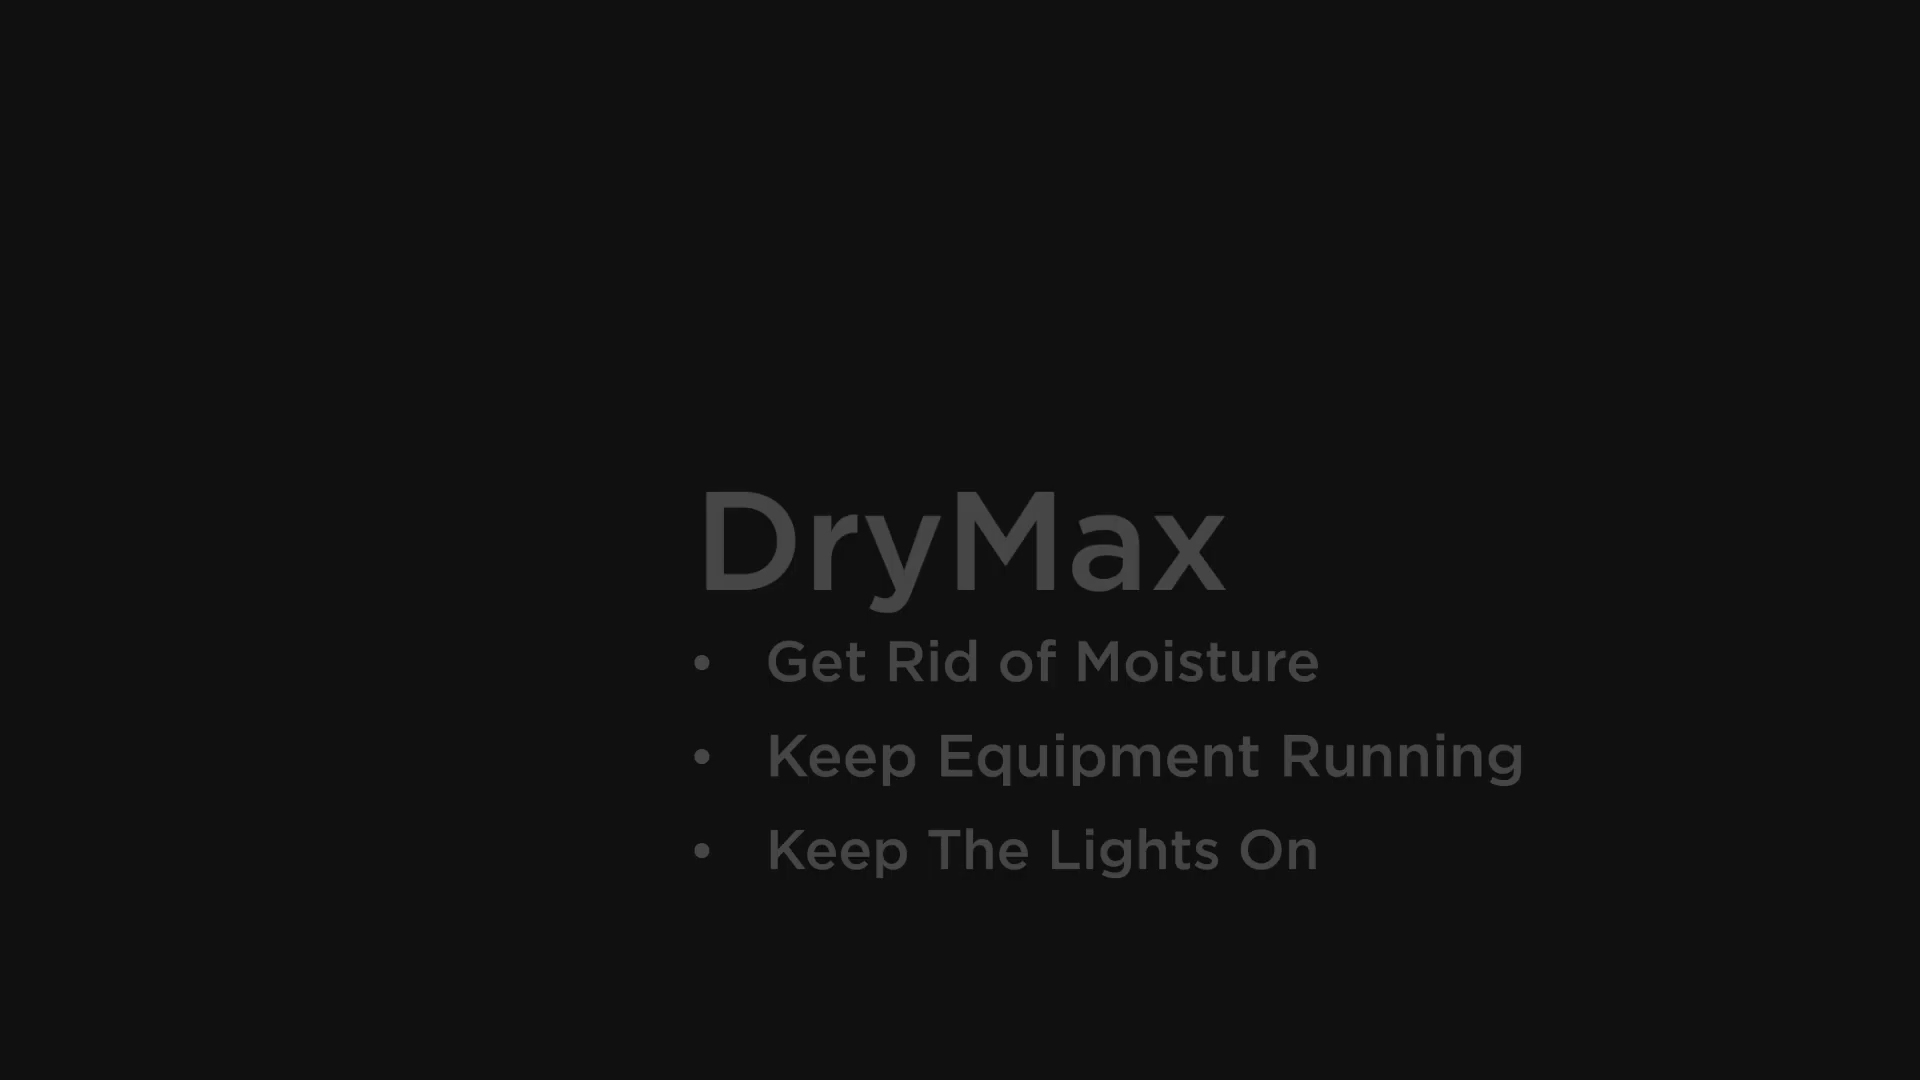 DryMax
• Get Rid of Moisture
• Keep Equipment Running
• Keep The Lights On